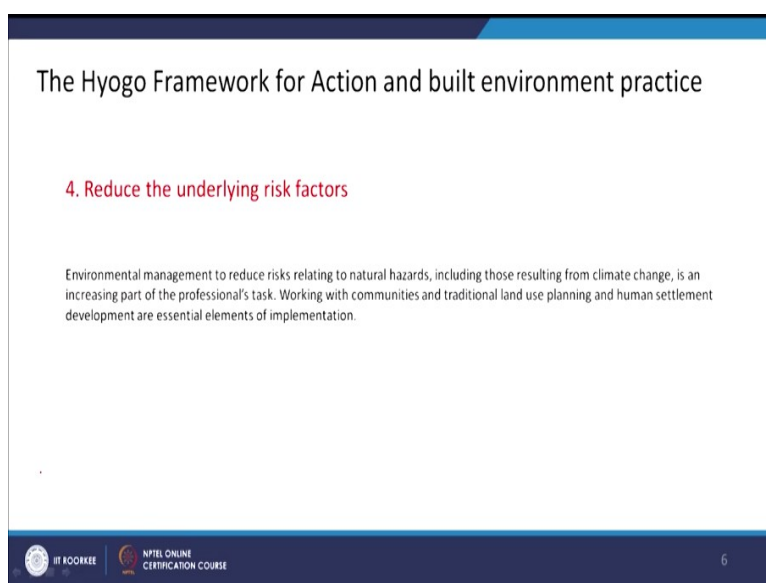 The Hyogo Framework for Action and built environment practice
4. Reduce the underlying risk factors
Environmental management to reduce risks relating to natural hazards, including those resulting from climate change, is an
increasing part of the professional's task. Working with communities and traditional land use planning and human settlement
development are essential elements of implementation.
.
IIT ROORKEE
NPTEL
NPTEL ONLINE
CERTIFICATION COURSE
6